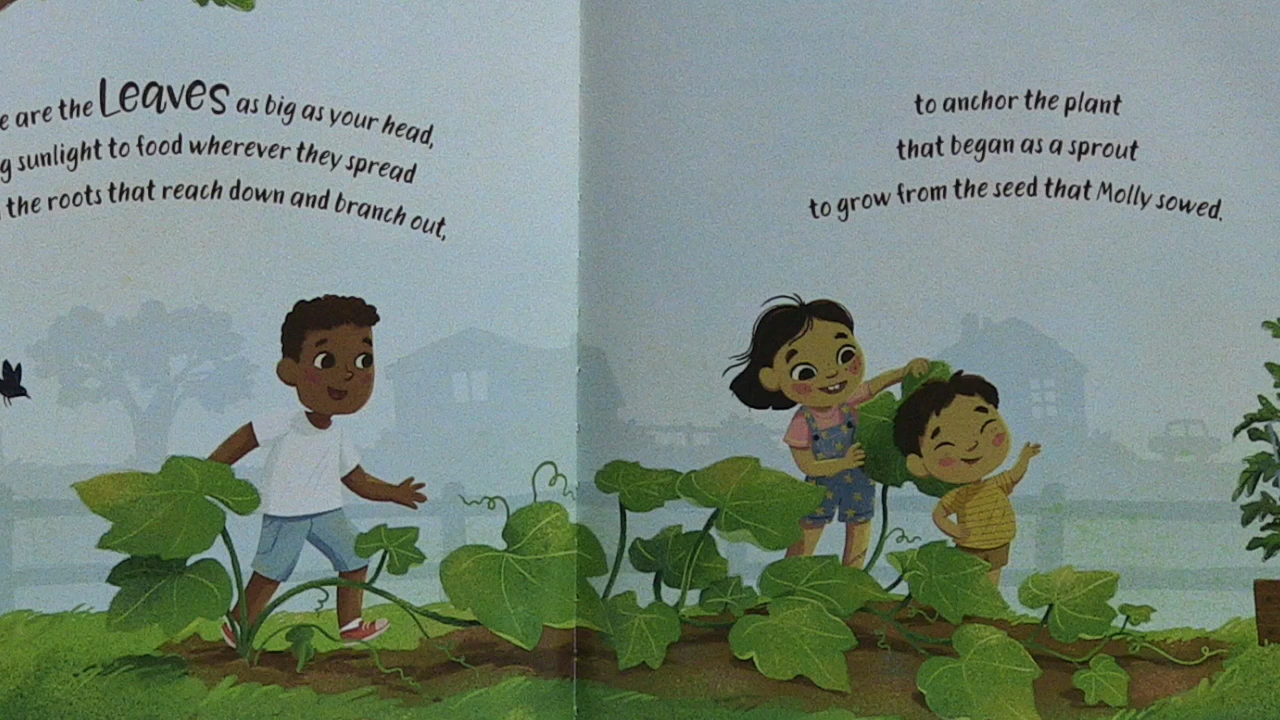 are the Leaves as big as your head,
sunlight to food wherever they spread
the roots that reach down and branch out,
to anchor the plant
that began as a sprout
to grow from the seed that Molly sowed.